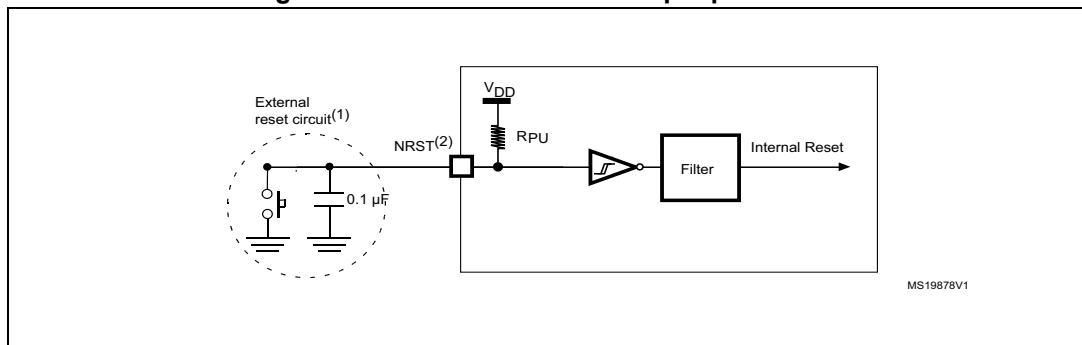 VDD
External
reset circuit(1)
NRST(2)
RPU
Internal Reset
Filter
0.1 µF
MS19878V1